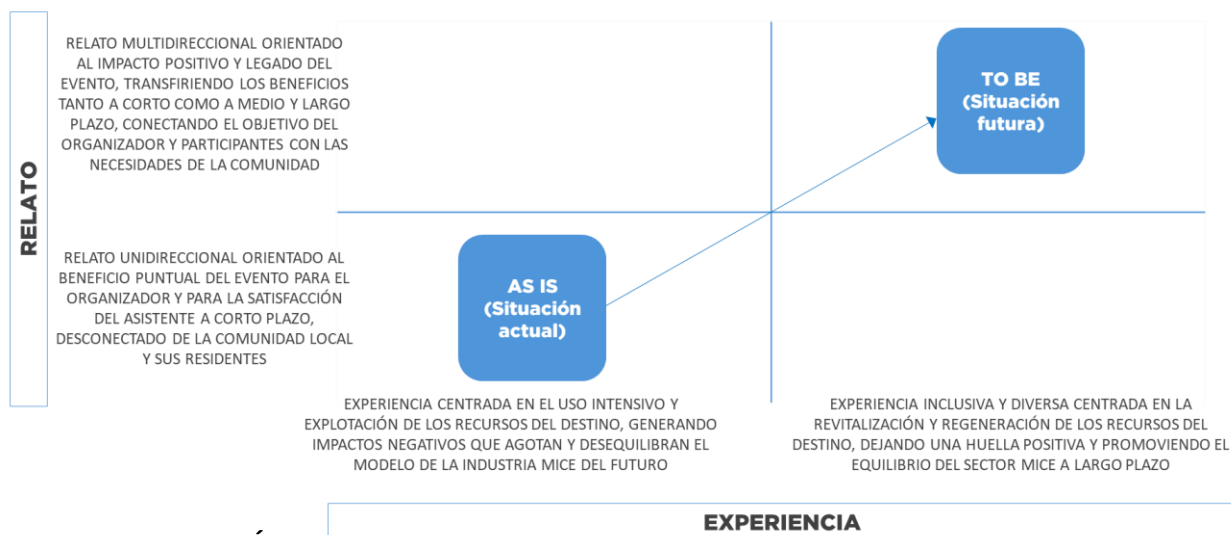 RELATO
RELATO MULTIDIRECCIONAL ORIENTADO
AL IMPACTO POSITIVO Y LEGADO DEL
EVENTO, TRANSFIRIENDO LOS BENEFICIOS
TANTO A CORTO COMO A MEDIO Y LARGO
PLAZO, CONECTANDO EL OBJETIVO DEL
ORGANIZADOR Y PARTICIPANTES CON LAS
NECESIDADES DE LA COMUNIDAD
TO BE
(Situación
futura)
RELATO UNIDIRECCIONAL ORIENTADO AL
BENEFICIO PUNTUAL DEL EVENTO PARA EL
ORGANIZADOR Y PARA LA SATISFACCIÓN
DEL ASISTENTE A CORTO PLAZO,
DESCONECTADO DE LA COMUNIDAD LOCAL
Y SUS RESIDENTES
AS IS
(Situación
actual)
EXPERIENCIA CENTRADA EN EL USO INTENSIVO Y
EXPLOTACIÓN DE LOS RECURSOS DEL DESTINO, GENERANDO
IMPACTOS NEGATIVOS QUE AGOTAN Y DESEQUILIBRAN EL
MODELO DE LA INDUSTRIA MICE DEL FUTURO
EXPERIENCIA INCLUSIVA Y DIVERSA CENTRADA EN LA
REVITALIZACIÓN Y REGENERACIÓN DE LOS RECURSOS DEL
DESTINO, DEJANDO UNA HUELLA POSITIVA Y PROMOVIENDO EL
EQUILIBRIO DEL SECTOR MICE A LARGO PLAZO
EXPERIENCIA